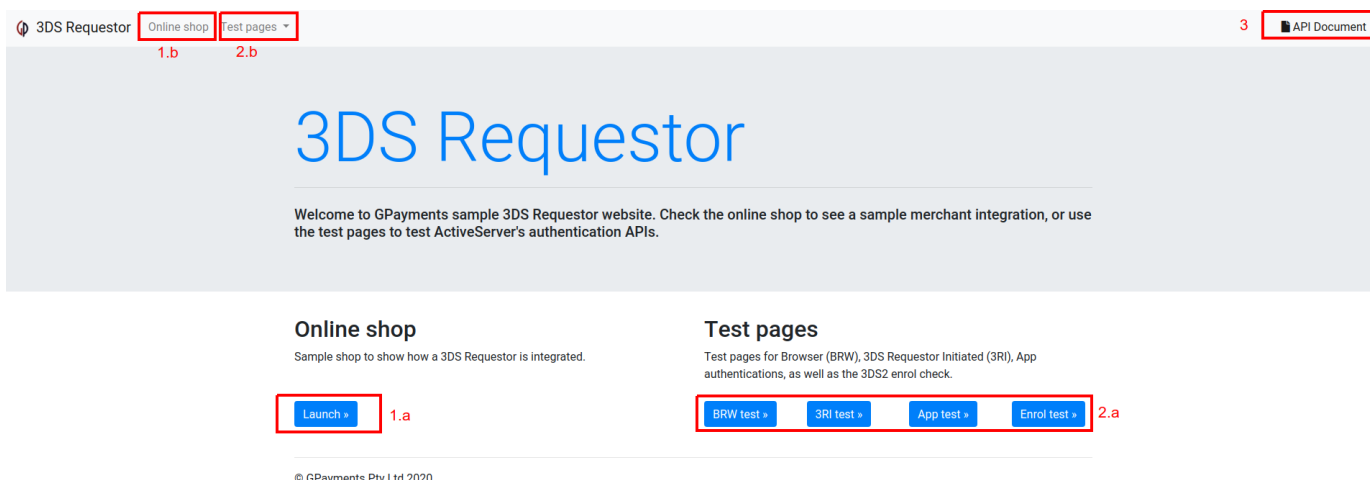 3DS Requestor Online shop Test pages 3 API Document
1.b 2.b
3DS Requestor
Welcome to GPayments sample 3DS Requestor website. Check the online shop to see a sample merchant integration, or use
the test pages to test ActiveServer's authentication APIs.
Online shop
Sample shop to show how a 3DS Requestor is integrated.
Launch »
1.a
Test pages
Test pages for Browser (BRW), 3DS Requestor Initiated (3RI), App
authentications, as well as the 3DS2 enrol check.
BRW test » 3RI test » App test » Enrol test » 2.a
© GPayments Pty Ltd 2020